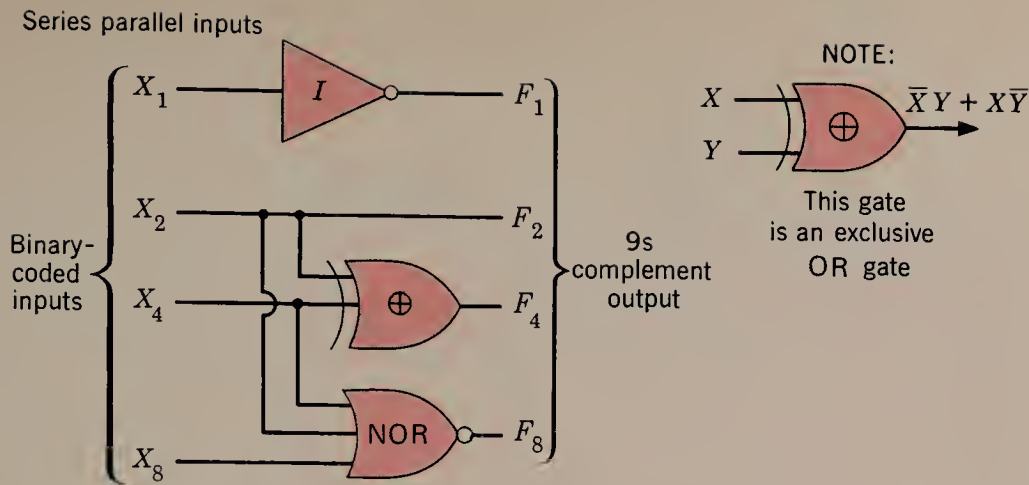 Series parallel inputs
X₁
I
F₁
X₂
F₂
Binary-
coded
inputs
X₄
⊕
F₄
9s
complement
output
NOR
F₈
X₈
NOTE:
X
Y
⊕
X̅Y + XY̅
This gate
is an exclusive
OR gate